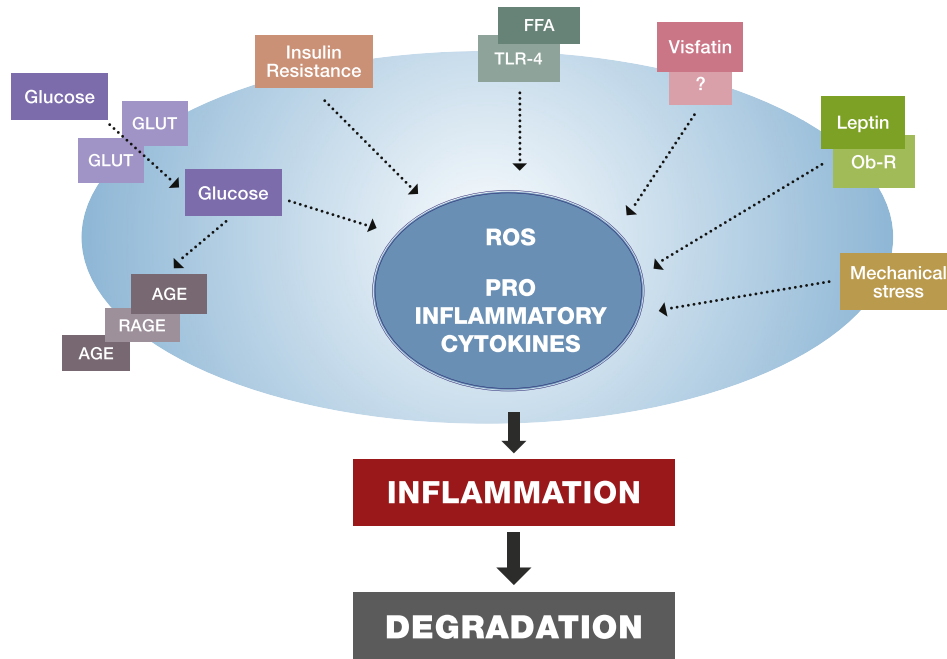 FFA
TLR-4
Insulin
Resistance
Visfatin
?
Glucose
GLUT
GLUT
Glucose
Leptin
Ob-R
Mechanical
stress
AGE
RAGE
AGE
ROS
PRO
INFLAMMATORY
CYTOKINES
INFLAMMATION
DEGRADATION